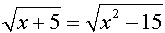 √(x+5) = √(x² −15)